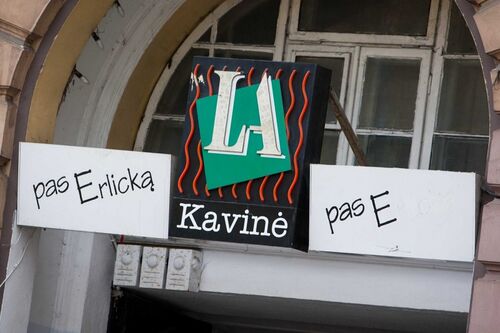 pas Erlicką
LA
Kavinė
pas E